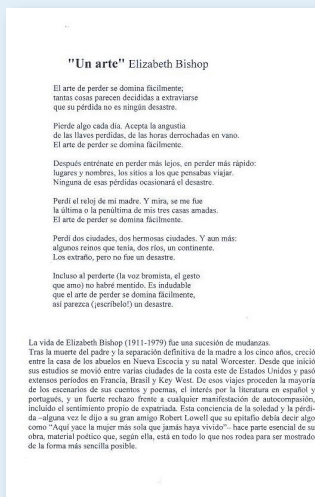 "Un arte" Elizabeth Bishop
El arte de perder se domina fácilmente;
tantas cosas parecen decididas a extraviarse
que su pérdida no es ningún desastre.
Pierde algo cada día. Acepta la angustia
de las llaves perdidas, de las horas derrochadas en vano.
El arte de perder se domina fácilmente.
Después entrénate en perder más lejos, en perder más rápido:
lugares y nombres, los sitios a los que pensabas viajar.
Ninguna de esas pérdidas ocasionará el desastre.
Perdí el reloj de mi madre. Y mira, se me fue
la última o la penúltima de mis tres casas amadas.
El arte de perder se domina fácilmente.
Perdí dos ciudades, dos hermosas ciudades. Y aun más:
algunos reinos que tenía, dos ríos, un continente.
Los extraño, pero no fue un desastre.
Incluso al perderte (la voz bromista, el gesto
que amo) no habré mentido. Es indudable
que el arte de perder se domina fácilmente,
así parezca (¡escríbelo!) un desastre.
La vida de Elizabeth Bishop (1911-1979) fue una sucesión de mudanzas.
Tras la muerte del padre y la separación definitiva de la madre a los cinco años, creció
entre la casa de los abuelos en Nueva Escocia y su natal Worcester. Desde que inició
sus estudios se movió entre varias ciudades de la costa este de Estados Unidos y pasó
extensos periodos en Francia, Brasil y Key West. De esos viajes proceden la mayoría
de los escenarios de sus cuentos y poemas, el interés por la literatura en español y
portugués, y un fuerte rechazo frente a cualquier manifestación de autocompasión,
incluido el sentimiento propio de expatriada. Esta conciencia de la soledad y la pérdi-
da –alguna vez le dijo a su gran amigo Robert Lowell que su epitafio debía decir algo
como "Aquí yace la mujer más sola que jamás haya vivido"– hace parte esencial de su
obra, material poético que, según ella, está en todo lo que nos rodea para ser mostrado
de la forma más sencilla posible.